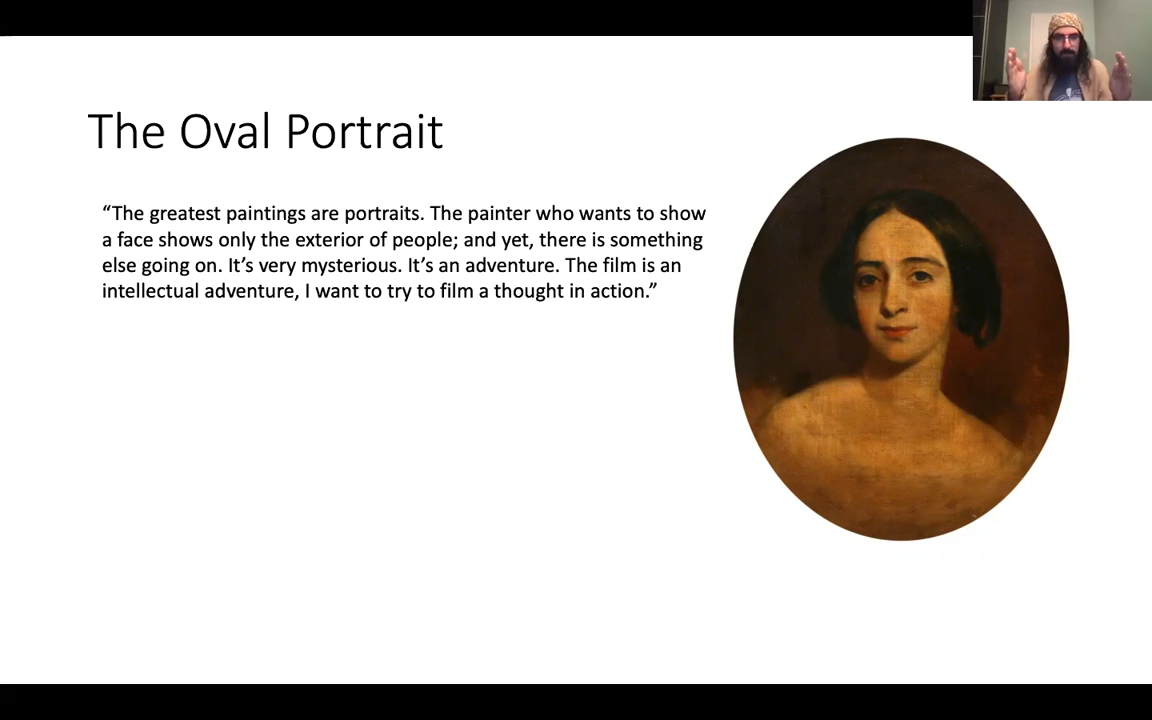 The Oval Portrait
“The greatest paintings are portraits. The painter who wants to show
a face shows only the exterior of people; and yet, there is something
else going on. It’s very mysterious. It’s an adventure. The film is an
intellectual adventure, I want to try to film a thought in action.”